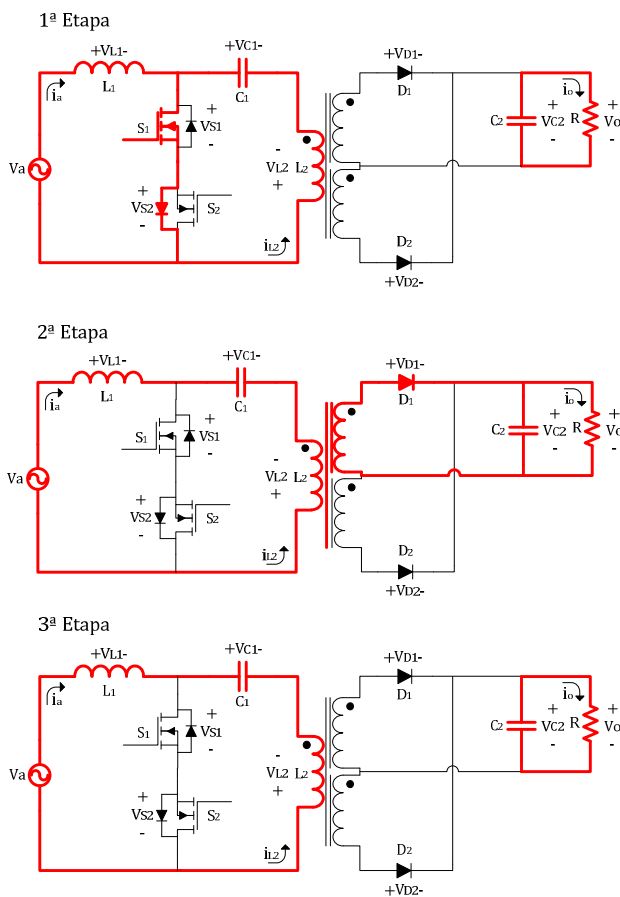 1ª Etapa
+VL1-
+VC1-
+VD1-
ia
L1
C1
D1
io
S1
+
VS1
-
-
VL2
+
L2
C2
+
VC2
-
R
+
Vo
-
Va
+
VS2
-
S2
iL2
D2
+VD2-
2ª Etapa
+VL1-
+VC1-
+VD1-
ia
L1
C1
D1
io
S1
+
VS1
-
-
VL2
+
L2
C2
+
VC2
-
R
+
Vo
-
Va
+
VS2
-
S2
iL2
D2
+VD2-
3ª Etapa
+VL1-
+VC1-
+VD1-
ia
L1
C1
D1
io
S1
+
VS1
-
-
VL2
+
L2
C2
+
VC2
-
R
+
Vo
-
Va
+
VS2
-
S2
iL2
D2
+VD2-